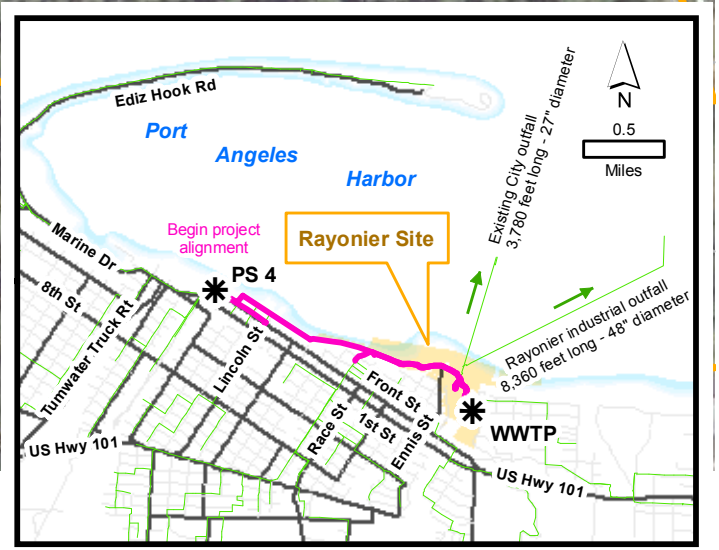 Ediz Hook Rd
Port
Angeles
Harbor
N
0.5
Miles
Existing City outfall
3,780 feet long - 27" diameter
Begin project
alignment
Rayonier Site
Marine Dr
PS 4
8th St
Tumwater Truck Rt
Lincoln St
Rayonier industrial outfall
8,360 feet long - 48" diameter
Front St
Race St
1st St
Ennis St
WWTP
US Hwy 101
US Hwy 101